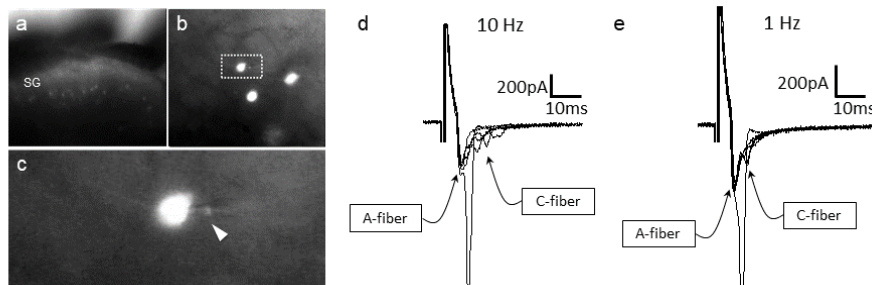 a
SG
b
c
d
10 Hz
200pA
10ms
A-fiber
C-fiber
e
1 Hz
200pA
10ms
A-fiber
C-fiber